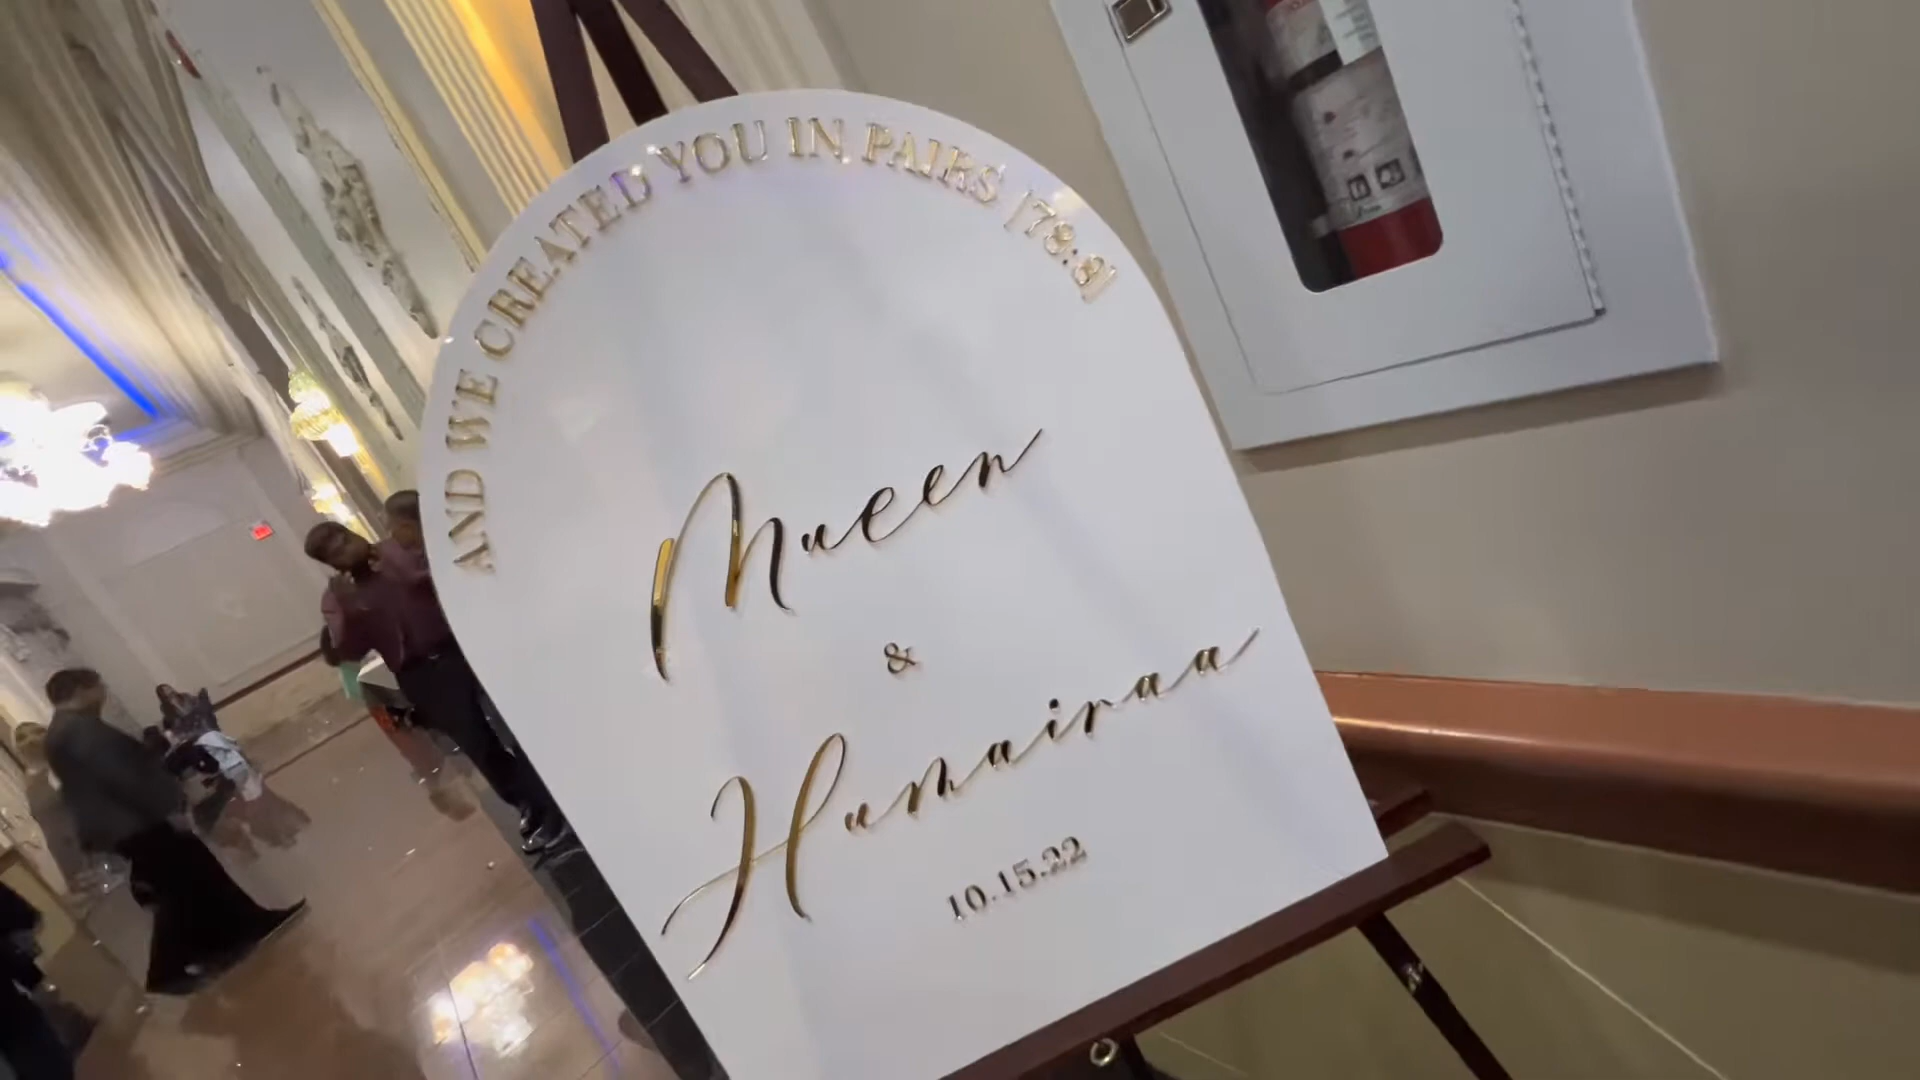 AND WE CREATED YOU IN PAIRS |78:8|
Mueen
&
Humairaa
10.15.22